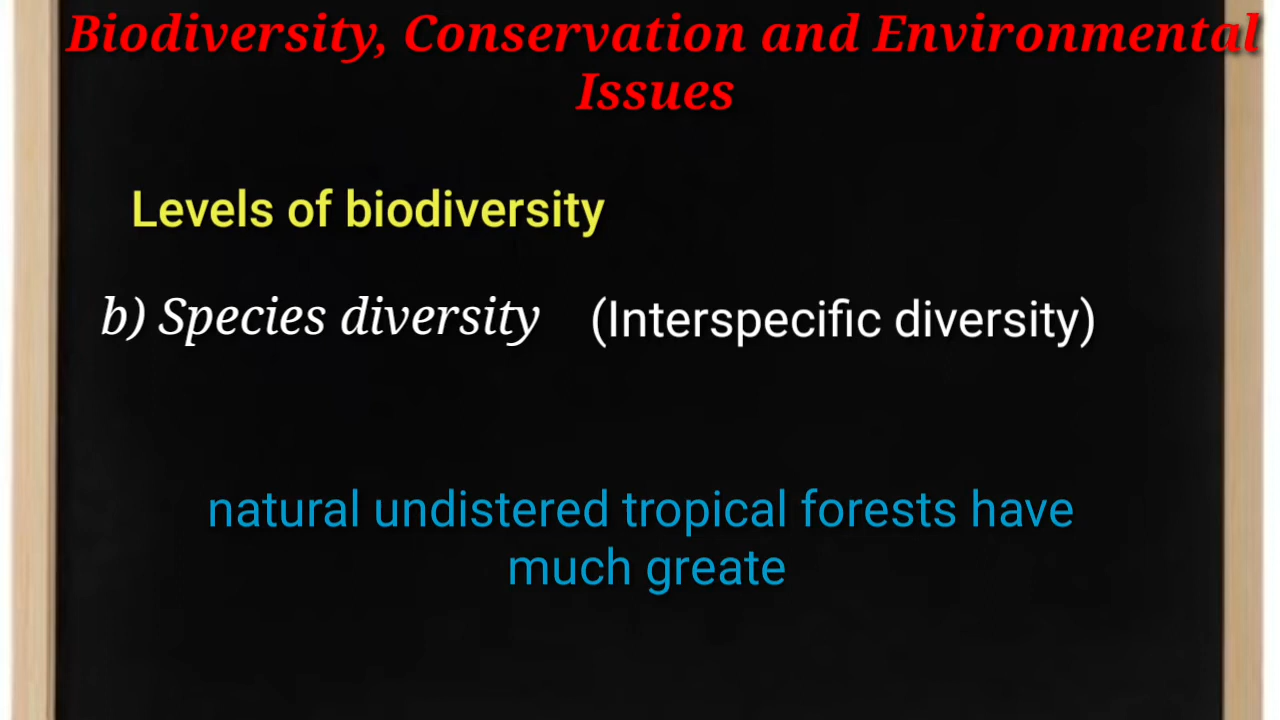 Biodiversity, Conservation and Environmental
Issues
Levels of biodiversity
b) Species diversity (Interspecific diversity)
natural undistered tropical forests have
much greate